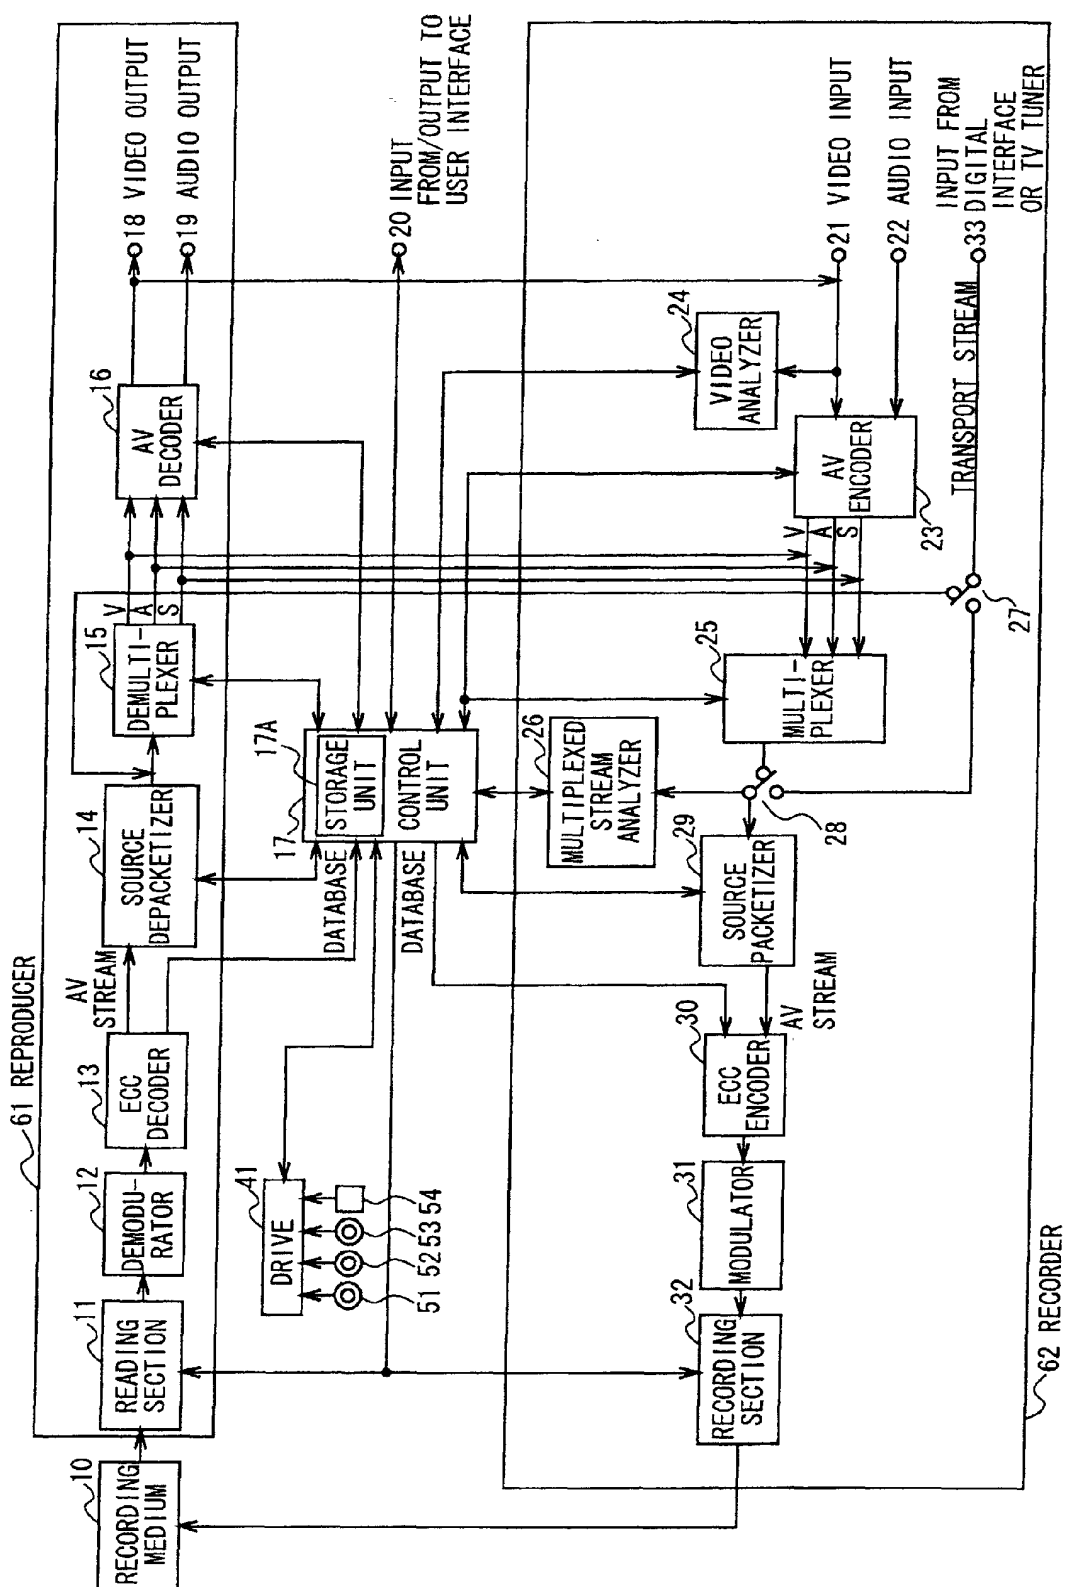 61 REPRODUCER
10
RECORDING
MEDIUM
11
READING
SECTION
12
DEMODU-
RATOR
13
ECC
DECODER
AV
STREAM
14
SOURCE
DEPACKETIZER
15
DEMULTI-
PLEXER
V
A
S
16
AV
DECODER
18 VIDEO OUTPUT
19 AUDIO OUTPUT
41
DRIVE
51
52
53
54
DATABASE
DATABASE
17
17A
STORAGE
UNIT
CONTROL
UNIT
20 INPUT
FROM/OUTPUT TO
USER INTERFACE
26
MULTIPLEXED
STREAM
ANALYZER
24
VIDEO
ANALYZER
32
RECORDING
SECTION
31
MODULATOR
30
ECC
ENCODER
AV
STREAM
29
SOURCE
PACKETIZER
28
25
MULTI-
PLEXER
V
A
S
AV
ENCODER
23
27
TRANSPORT STREAM
21 VIDEO INPUT
22 AUDIO INPUT
INPUT FROM
33 DIGITAL
INTERFACE
OR TV TUNER
62 RECORDER